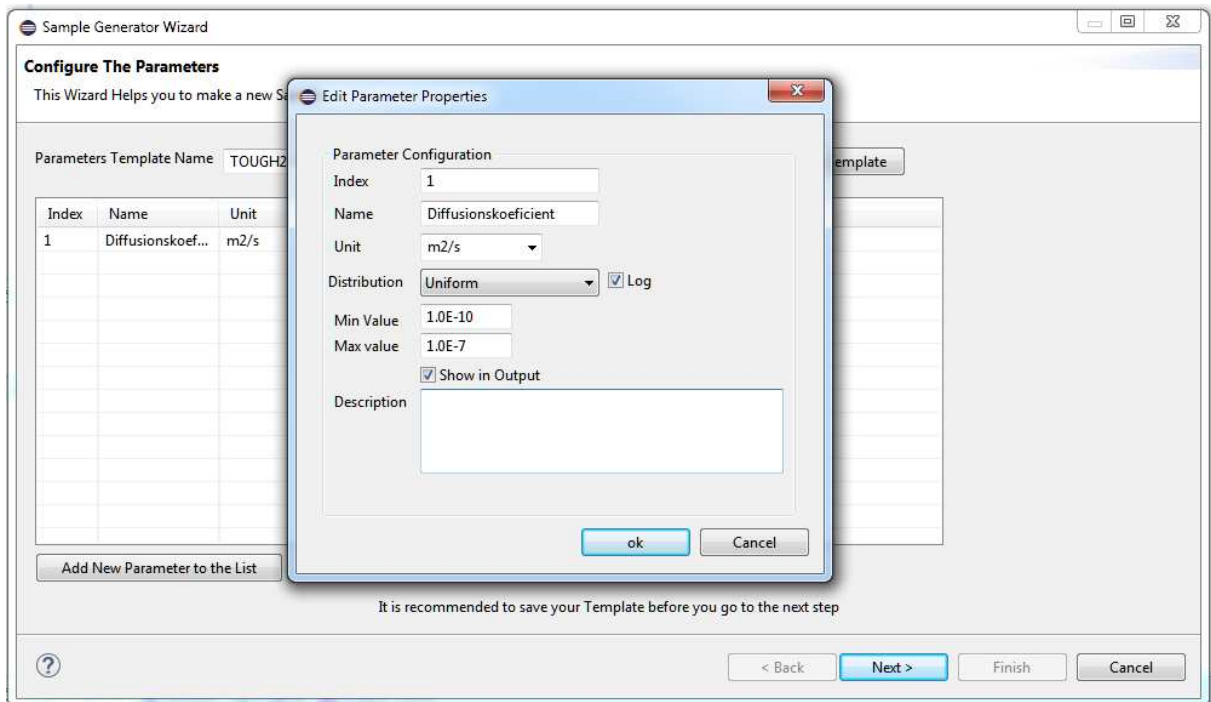 Sample Generator Wizard
Configure The Parameters
This Wizard Helps you to make a new
Parameters Template Name TOUGH2
emplate
Index Name Unit
1 Diffusionskoef... m2/s
Add New Parameter to the List
Edit Parameter Properties
Parameter Configuration
Index 1
Name Diffusionskoeficient
Unit m2/s
Distribution Uniform Log
Min Value 1.0E-10
Max value 1.0E-7
Show in Output
Description
ok Cancel
It is recommended to save your Template before you go to the next step
? < Back Next > Finish Cancel